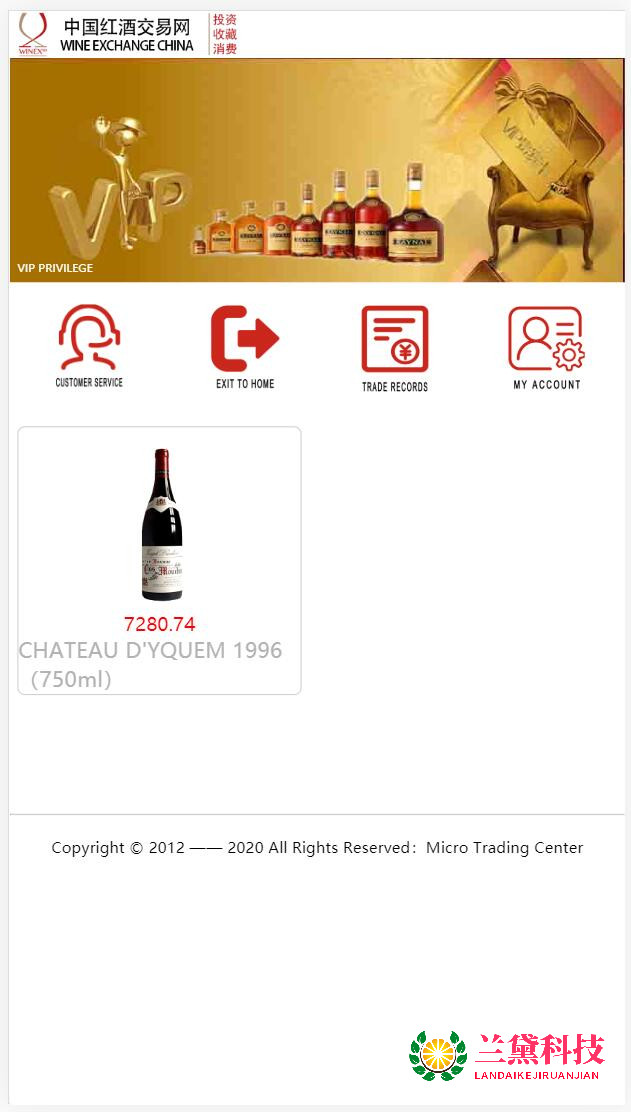 中国红酒交易网
WINE EXCHANGE CHINA
WINEX
投资
收藏
消费
VIP
RAYNAL
VIP PRIVILEGE
CUSTOMER SERVICE
EXIT TO HOME
TRADE RECORDS
MY ACCOUNT
7280.74
CHATEAU D'YQUEM 1996
（750ml）
Copyright © 2012 —— 2020 All Rights Reserved：Micro Trading Center
兰黛科技
LANDAIKEJIRUANJIAN